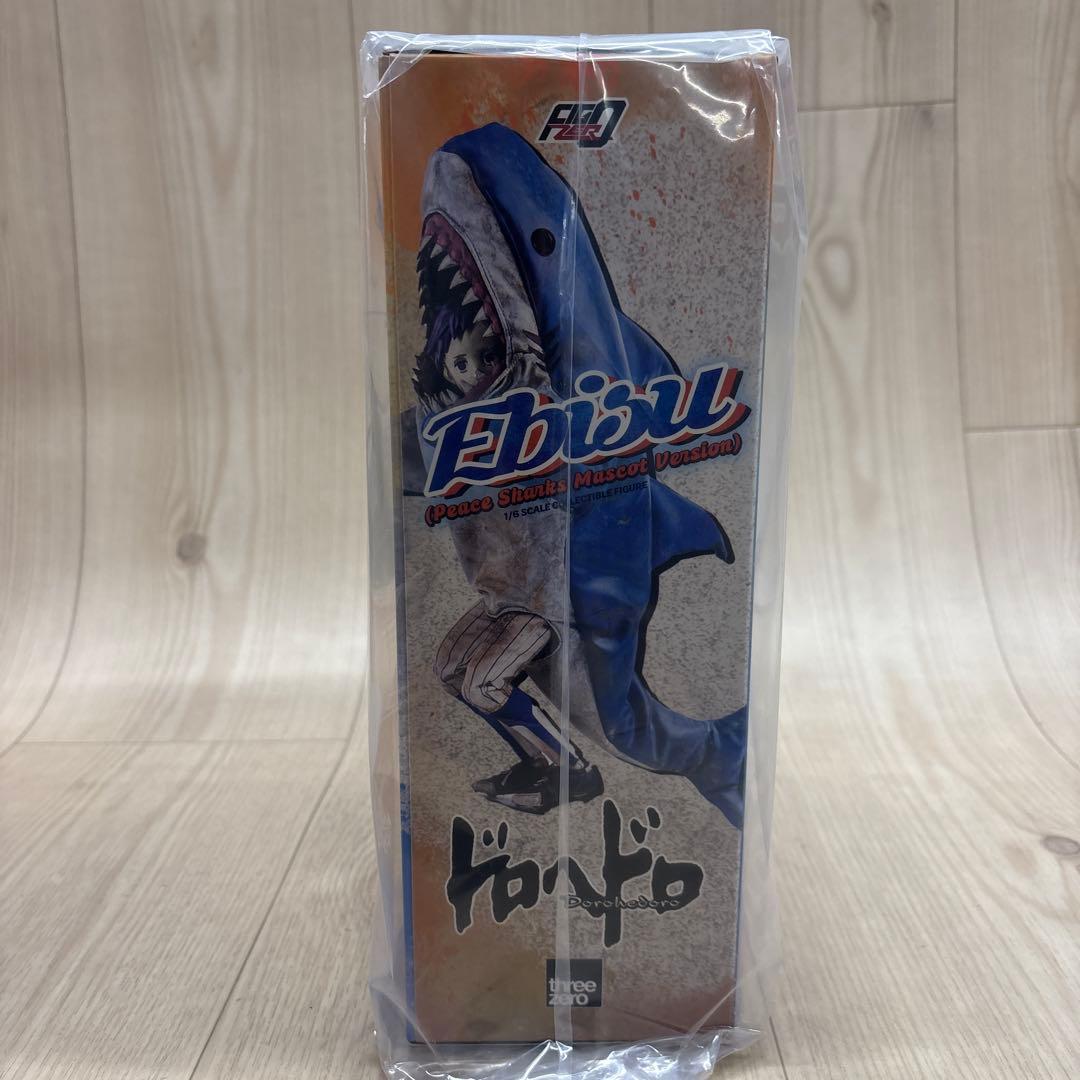 FigZero
Ebisu
(Peace Sharks Mascot Version)
1/6 SCALE COLLECTIBLE FIGURE
ドロヘドロ
Dorohedoro
three
zero